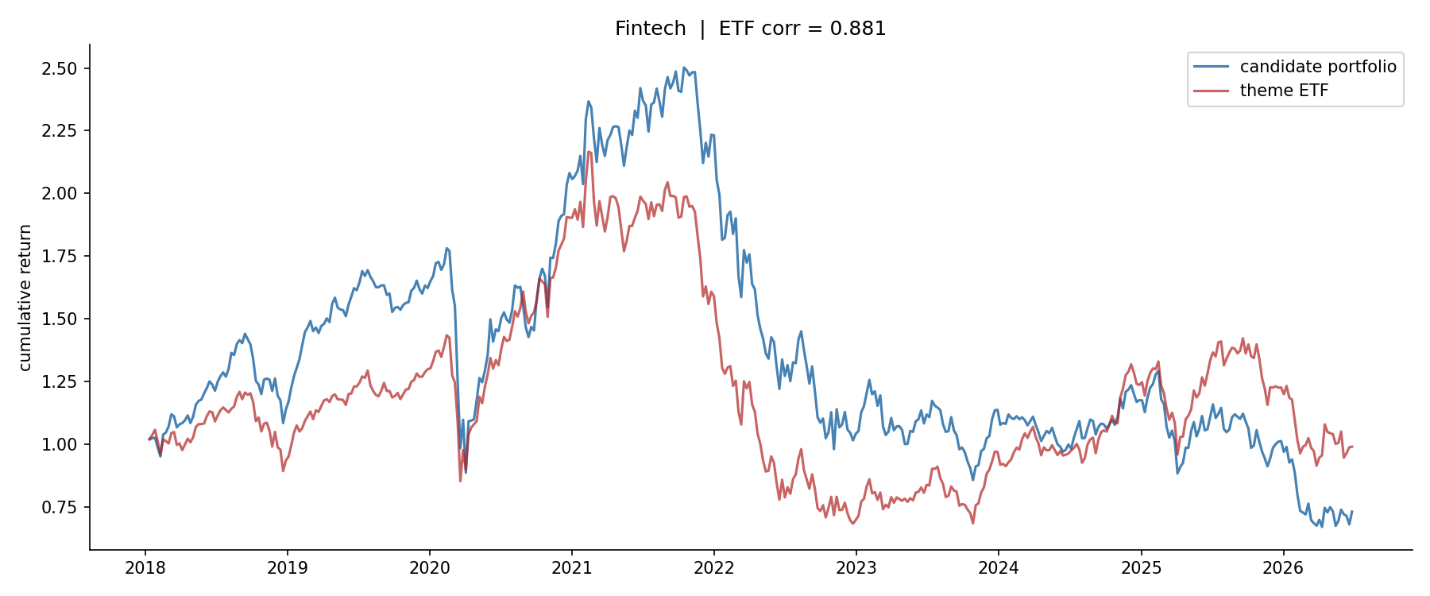 Fintech | ETF corr = 0.881
candidate portfolio
theme ETF
cumulative return
2.50
2.25
2.00
1.75
1.50
1.25
1.00
0.75
2018 2019 2020 2021 2022 2023 2024 2025 2026